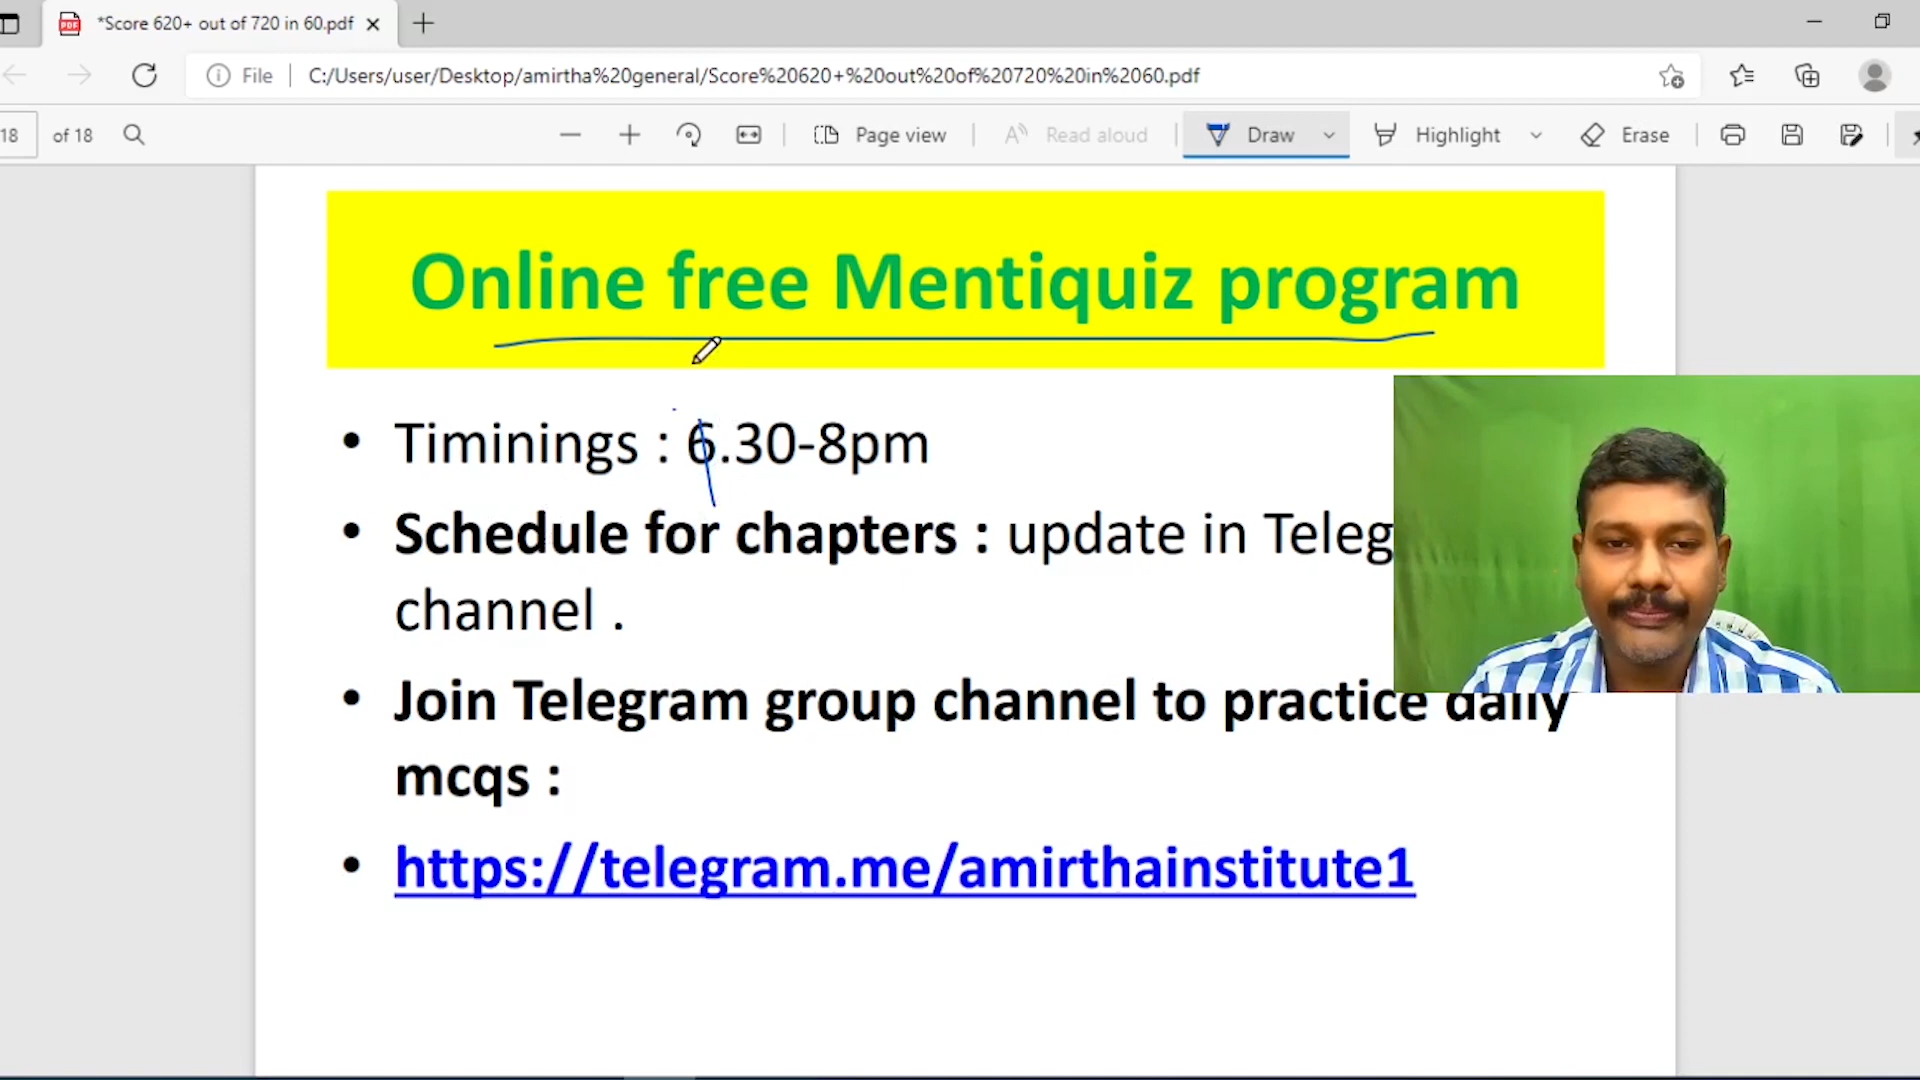 *Score 620+ out of 720 in 60.pdf
File
C:/Users/user/Desktop/amirtha%20general/Score%20620+%20out%20of%20720%20in%2060.pdf
18 of 18
Page view
Read aloud
Draw
Highlight
Erase
Online free Mentiquiz program
• Timinings : 6.30-8pm
• Schedule for chapters : update in Teleg
channel .
• Join Telegram group channel to practice daily
mcqs :
• https://telegram.me/amirthainstitute1